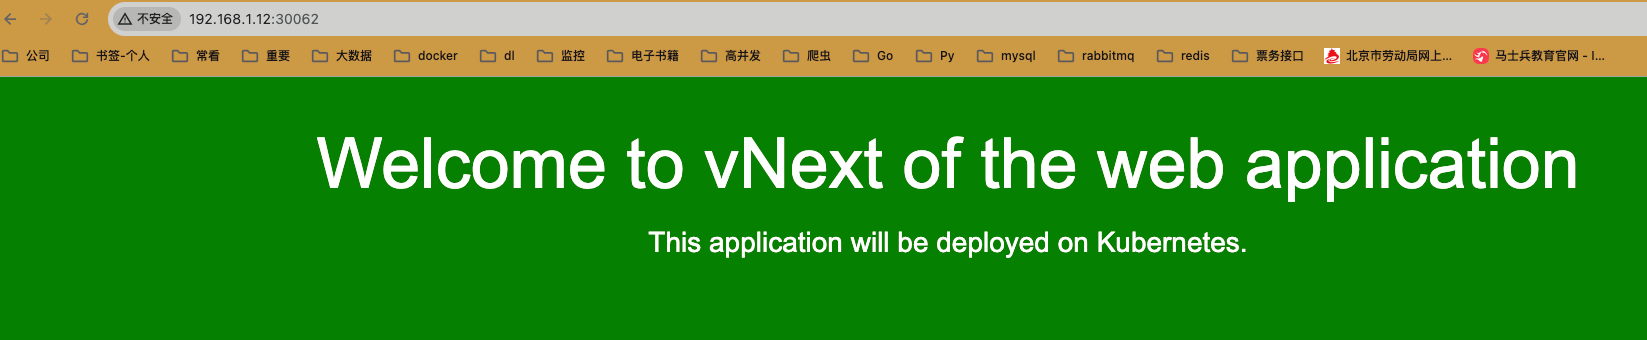 不安全 192.168.1.12:30062
公司 书签-个人 常看 重要 大数据 docker dl 监控 电子书籍 高并发 爬虫 Go Py mysql rabbitmq redis 票务接口 北京市劳动局网上... 马士兵教育官网 - I...
Welcome to vNext of the web application
This application will be deployed on Kubernetes.